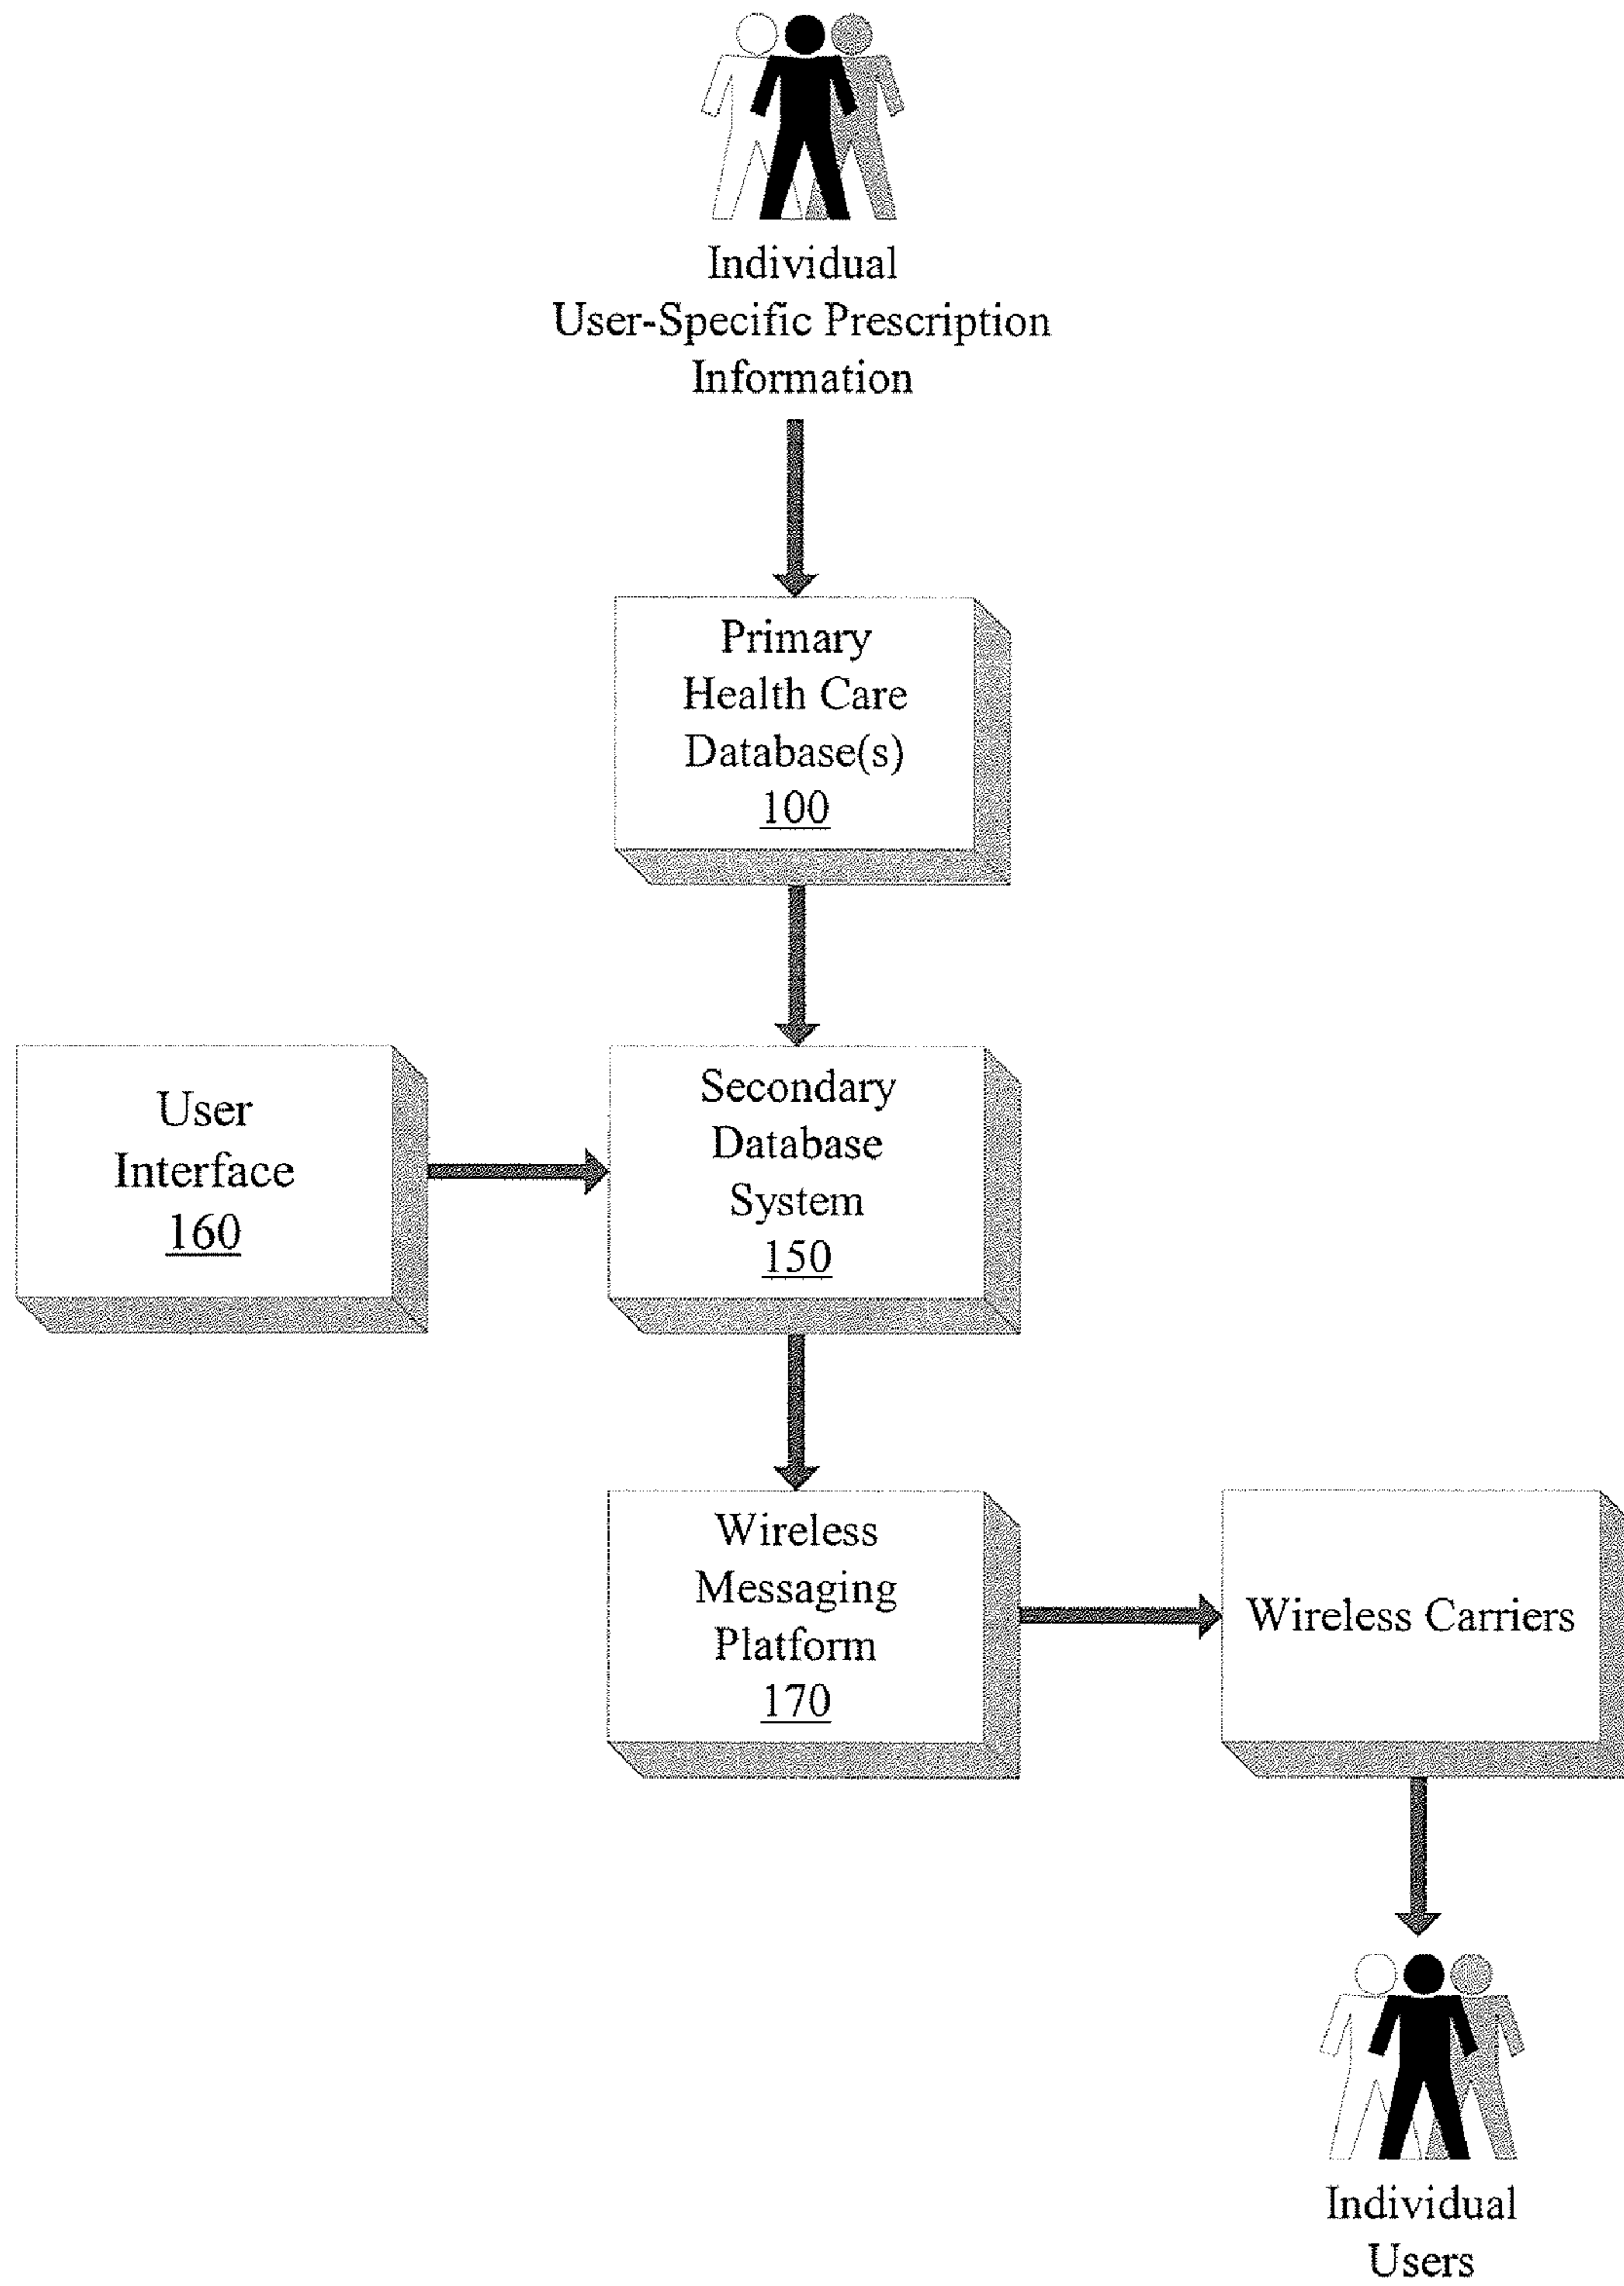 Individual
User-Specific Prescription
Information
Primary
Health Care
Database(s)
100
User
Interface
160
Secondary
Database
System
150
Wireless
Messaging
Platform
170
Wireless Carriers
Individual
Users